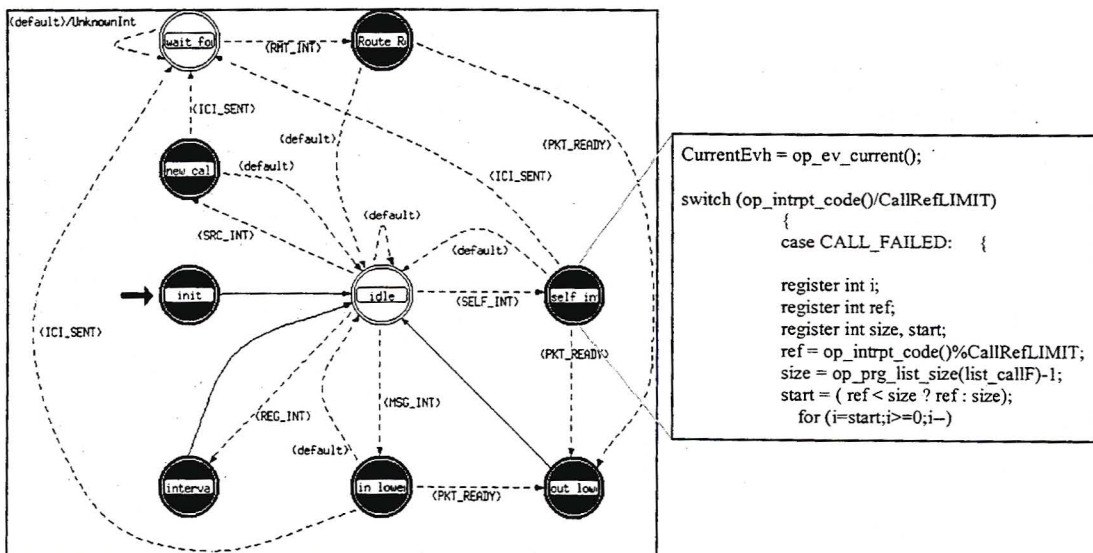 (default)/UnknownInt
wait_fo
(RMT_INT)
Route R
(ICI_SENT)
(default)
(PKT_READY)
new cal
(default)
(ICI_SENT)
(SRC_INT)
(default)
(default)
init
idle
(SELF_INT)
self in
(ICI_SENT)
(PKT_READY)
(REG_INT)
(MSG_INT)
(default)
interva
in lower
(PKT_READY)
out low
CurrentEvh = op_ev_current();
switch (op_intrpt_code()/CallRefLIMIT)
{
case CALL_FAILED: {
register int i;
register int ref;
register int size, start;
ref = op_intrpt_code()%CallRefLIMIT;
size = op_prg_list_size(list_callF)-1;
start = ( ref < size ? ref : size);
for (i=start;i>=0;i--)